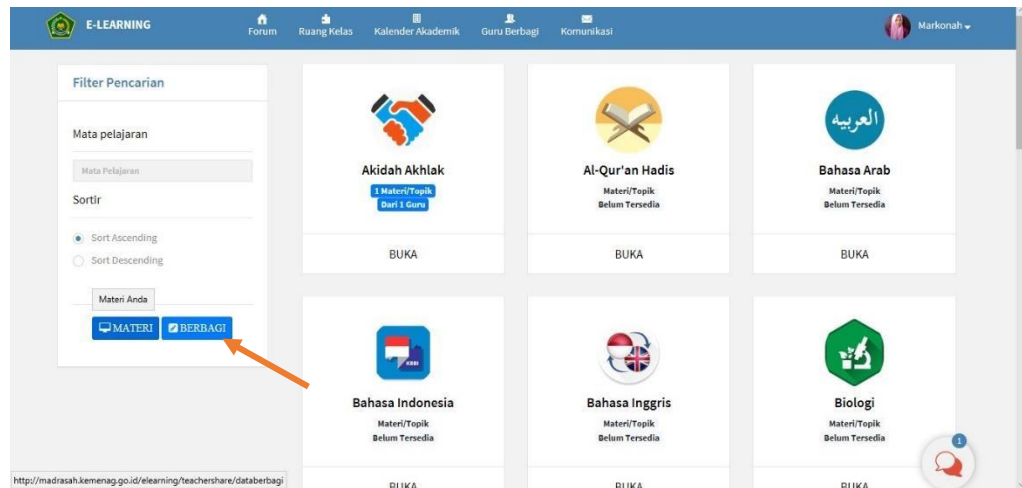 E-LEARNING
Forum
Ruang Kelas
Kalender Akademik
Guru Berbagi
Komunikasi
Markonah
Filter Pencarian
Mata pelajaran
Mata Pelajaran
Sortir
Sort Ascending
Sort Descending
Materi Anda
MATERI
BERBAGI
Akidah Akhlak
1 Materi/Topik
Dari 1 Guru
BUKA
Al-Qur'an Hadis
Materi/Topik
Belum Tersedia
BUKA
العربيه
Bahasa Arab
Materi/Topik
Belum Tersedia
BUKA
KBBI
Bahasa Indonesia
Materi/Topik
Belum Tersedia
BUKA
Bahasa Inggris
Materi/Topik
Belum Tersedia
BUKA
Biologi
Materi/Topik
Belum Tersedia
BUKA
1
http://madrasah.kemenag.go.id/elearning/teachershare/databerbagi